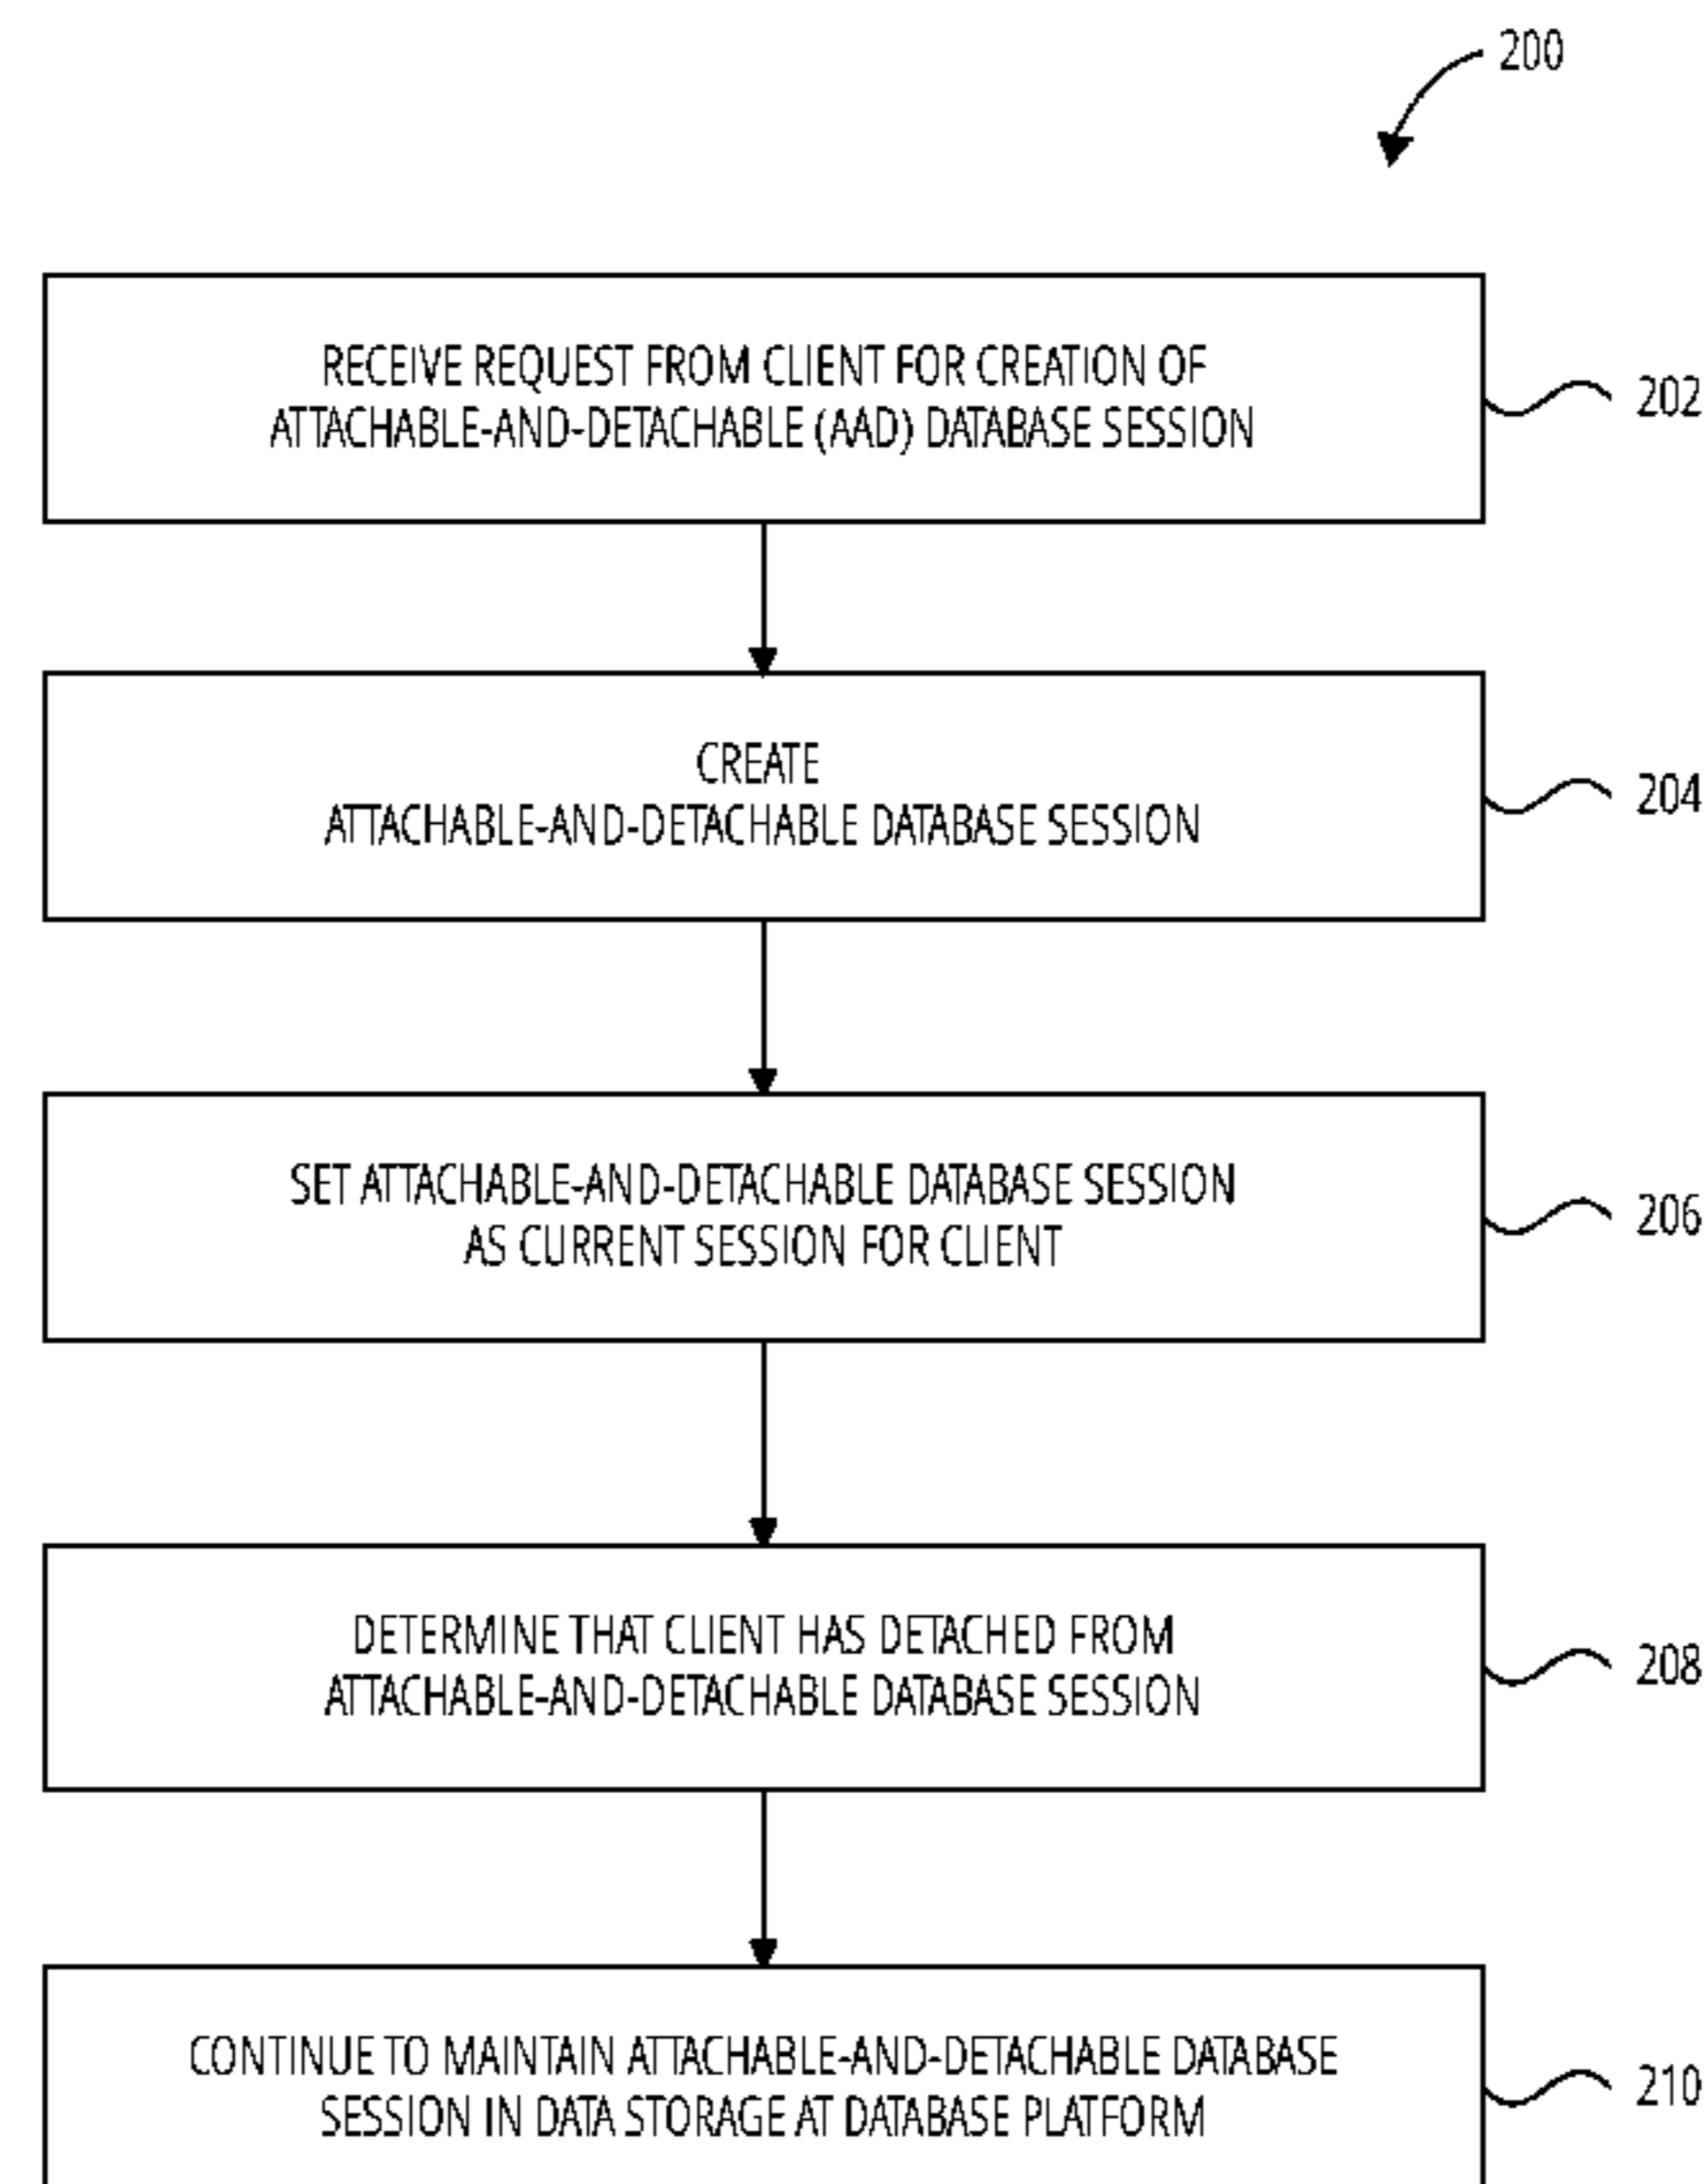 200
RECEIVE REQUEST FROM CLIENT FOR CREATION OF
ATTACHABLE-AND-DETACHABLE (AAD) DATABASE SESSION
202
CREATE
ATTACHABLE-AND-DETACHABLE DATABASE SESSION
204
SET ATTACHABLE-AND-DETACHABLE DATABASE SESSION
AS CURRENT SESSION FOR CLIENT
206
DETERMINE THAT CLIENT HAS DETACHED FROM
ATTACHABLE-AND-DETACHABLE DATABASE SESSION
208
CONTINUE TO MAINTAIN ATTACHABLE-AND-DETACHABLE DATABASE
SESSION IN DATA STORAGE AT DATABASE PLATFORM
210